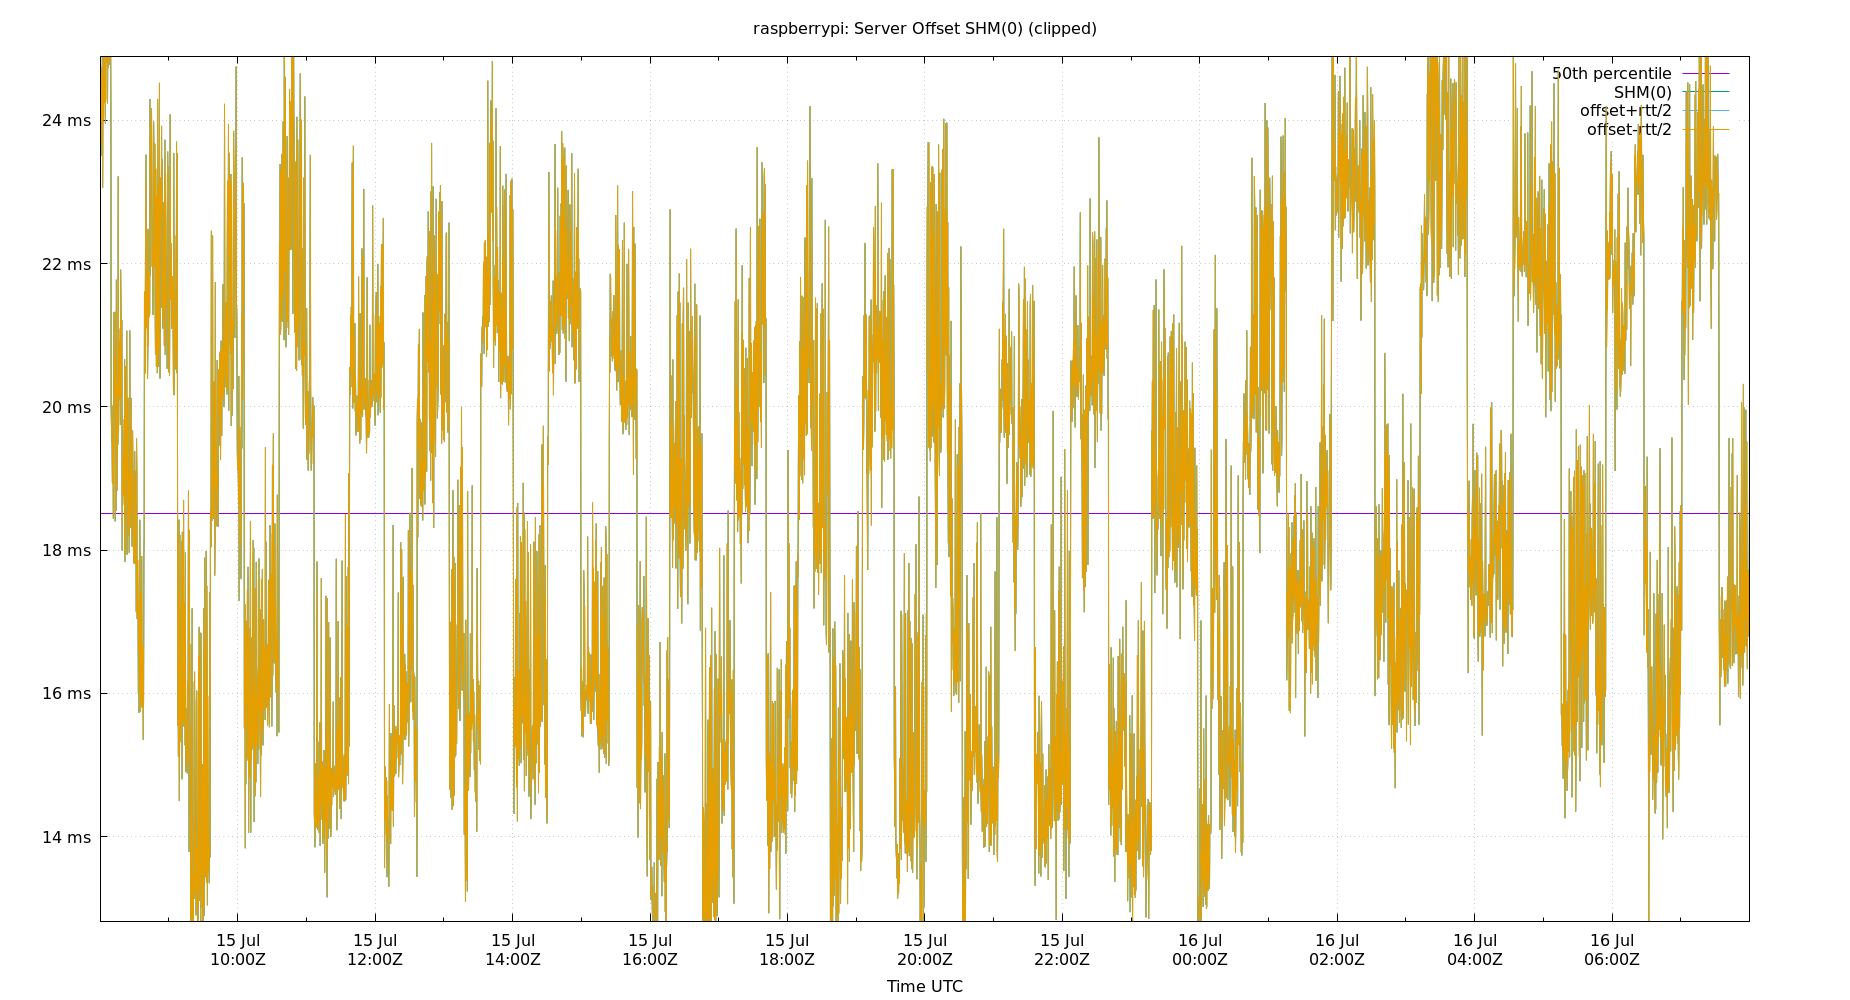 raspberrypi: Server Offset SHM(0) (clipped)
50th percentile
SHM(0)
offset+rtt/2
offset-rtt/2
24 ms
22 ms
20 ms
18 ms
16 ms
14 ms
15 Jul 15 Jul 15 Jul 15 Jul 15 Jul 15 Jul 15 Jul 16 Jul 16 Jul 16 Jul 16 Jul
10:00Z 12:00Z 14:00Z 16:00Z 18:00Z 20:00Z 22:00Z 00:00Z 02:00Z 04:00Z 06:00Z
Time UTC